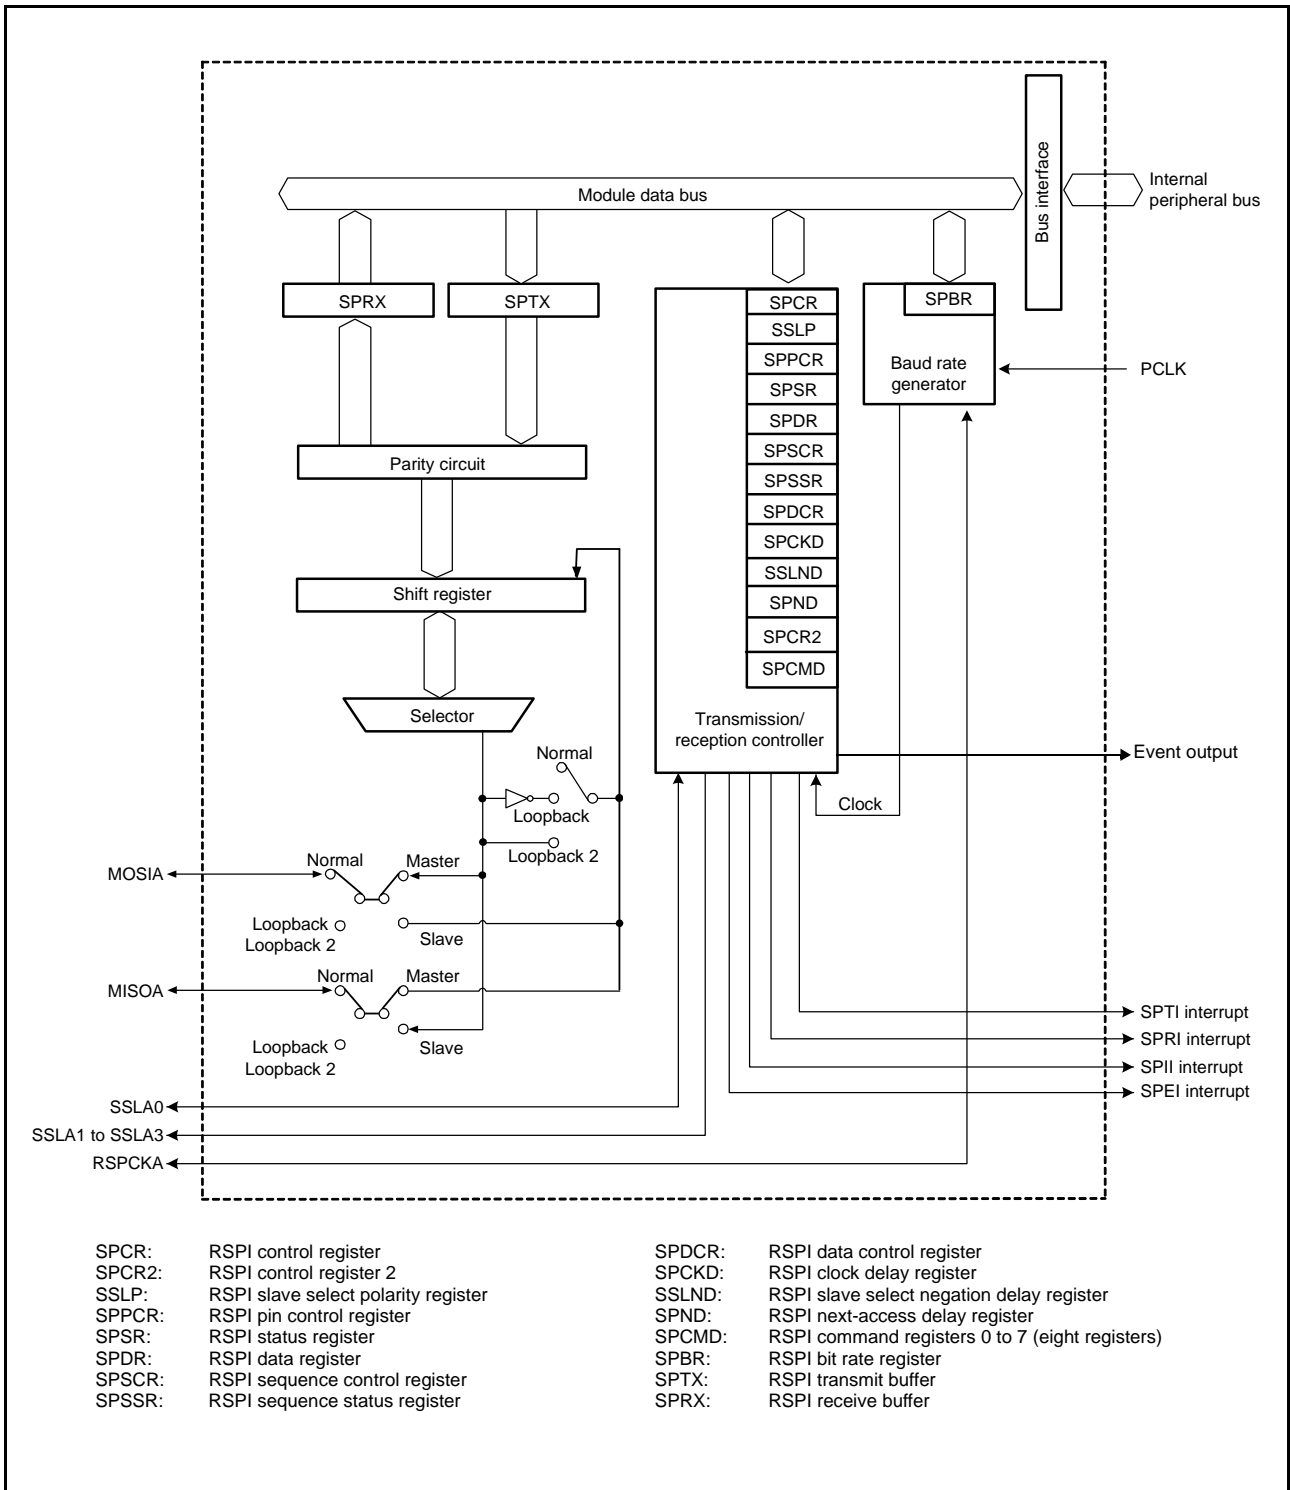 Bus interface
Internal
peripheral bus
Module data bus
SPRX
SPTX
SPCR
SSLP
SPPCR
SPSR
SPDR
SPSCR
SPSSR
SPDCR
SPCKD
SSLND
SPND
SPCR2
SPCMD
Transmission/
reception controller
SPBR
Baud rate
generator
PCLK
Parity circuit
Shift register
Selector
Normal
Loopback
Loopback 2
Clock
Event output
MOSIA
Normal
Master
Loopback
Loopback 2
Slave
MISOA
Normal
Master
Loopback
Loopback 2
Slave
SPTI interrupt
SPRI interrupt
SPII interrupt
SPEI interrupt
SSLA0
SSLA1 to SSLA3
RSPCKA
SPCR: RSPI control register
SPCR2: RSPI control register 2
SSLP: RSPI slave select polarity register
SPPCR: RSPI pin control register
SPSR: RSPI status register
SPDR: RSPI data register
SPSCR: RSPI sequence control register
SPSSR: RSPI sequence status register
SPDCR: RSPI data control register
SPCKD: RSPI clock delay register
SSLND: RSPI slave select negation delay register
SPND: RSPI next-access delay register
SPCMD: RSPI command registers 0 to 7 (eight registers)
SPBR: RSPI bit rate register
SPTX: RSPI transmit buffer
SPRX: RSPI receive buffer